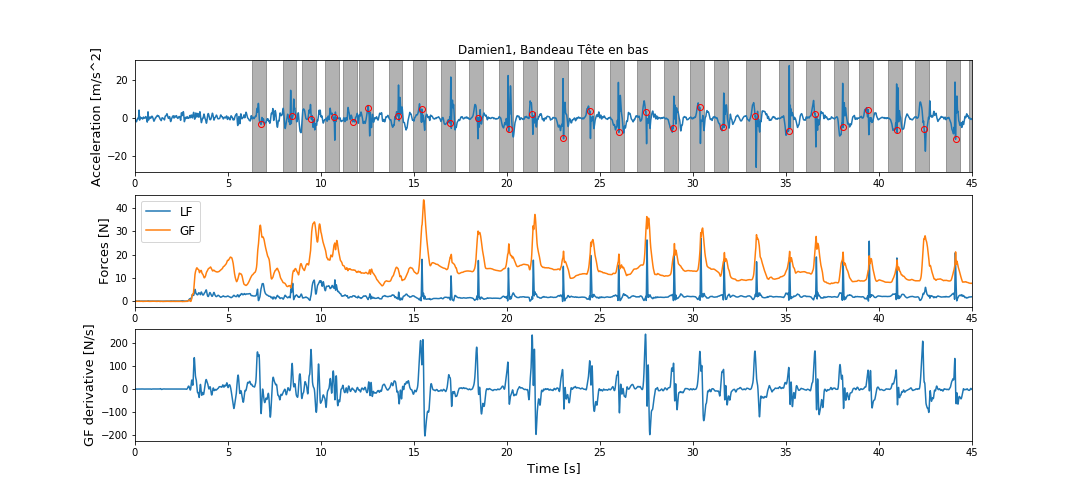 Damien1, Bandeau Tête en bas
Acceleration [m/s^2]
20
0
−20
0 5 10 15 20 25 30 35 40 45
Forces [N]
LF
GF
40
30
20
10
0
0 5 10 15 20 25 30 35 40 45
GF derivative [N/s]
200
100
0
−100
−200
0 5 10 15 20 25 30 35 40 45
Time [s]